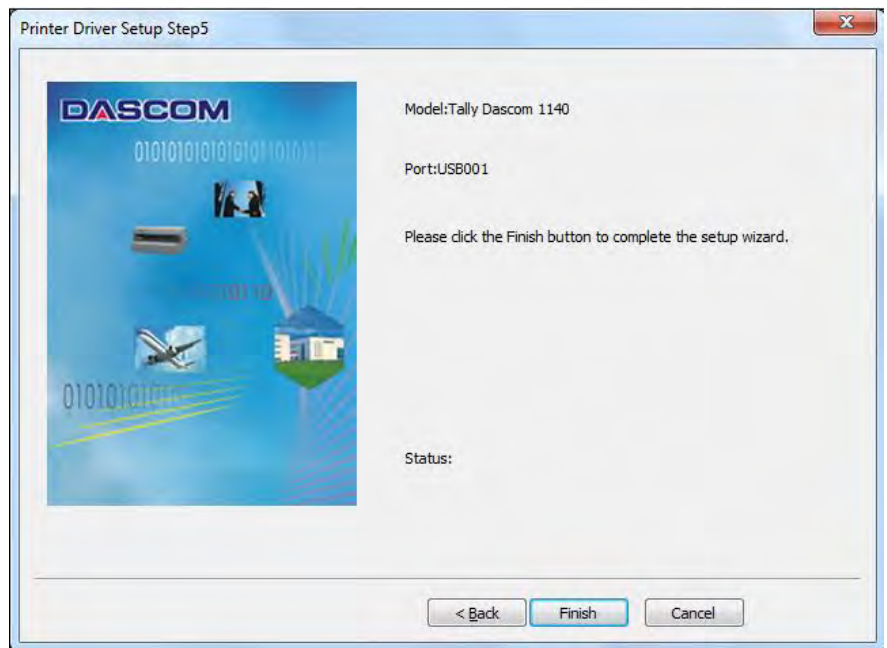 Printer Driver Setup Step5
DASCOM
Model:Tally Dascom 1140
Port:USB001
Please click the Finish button to complete the setup wizard.
Status:
< Back
Finish
Cancel